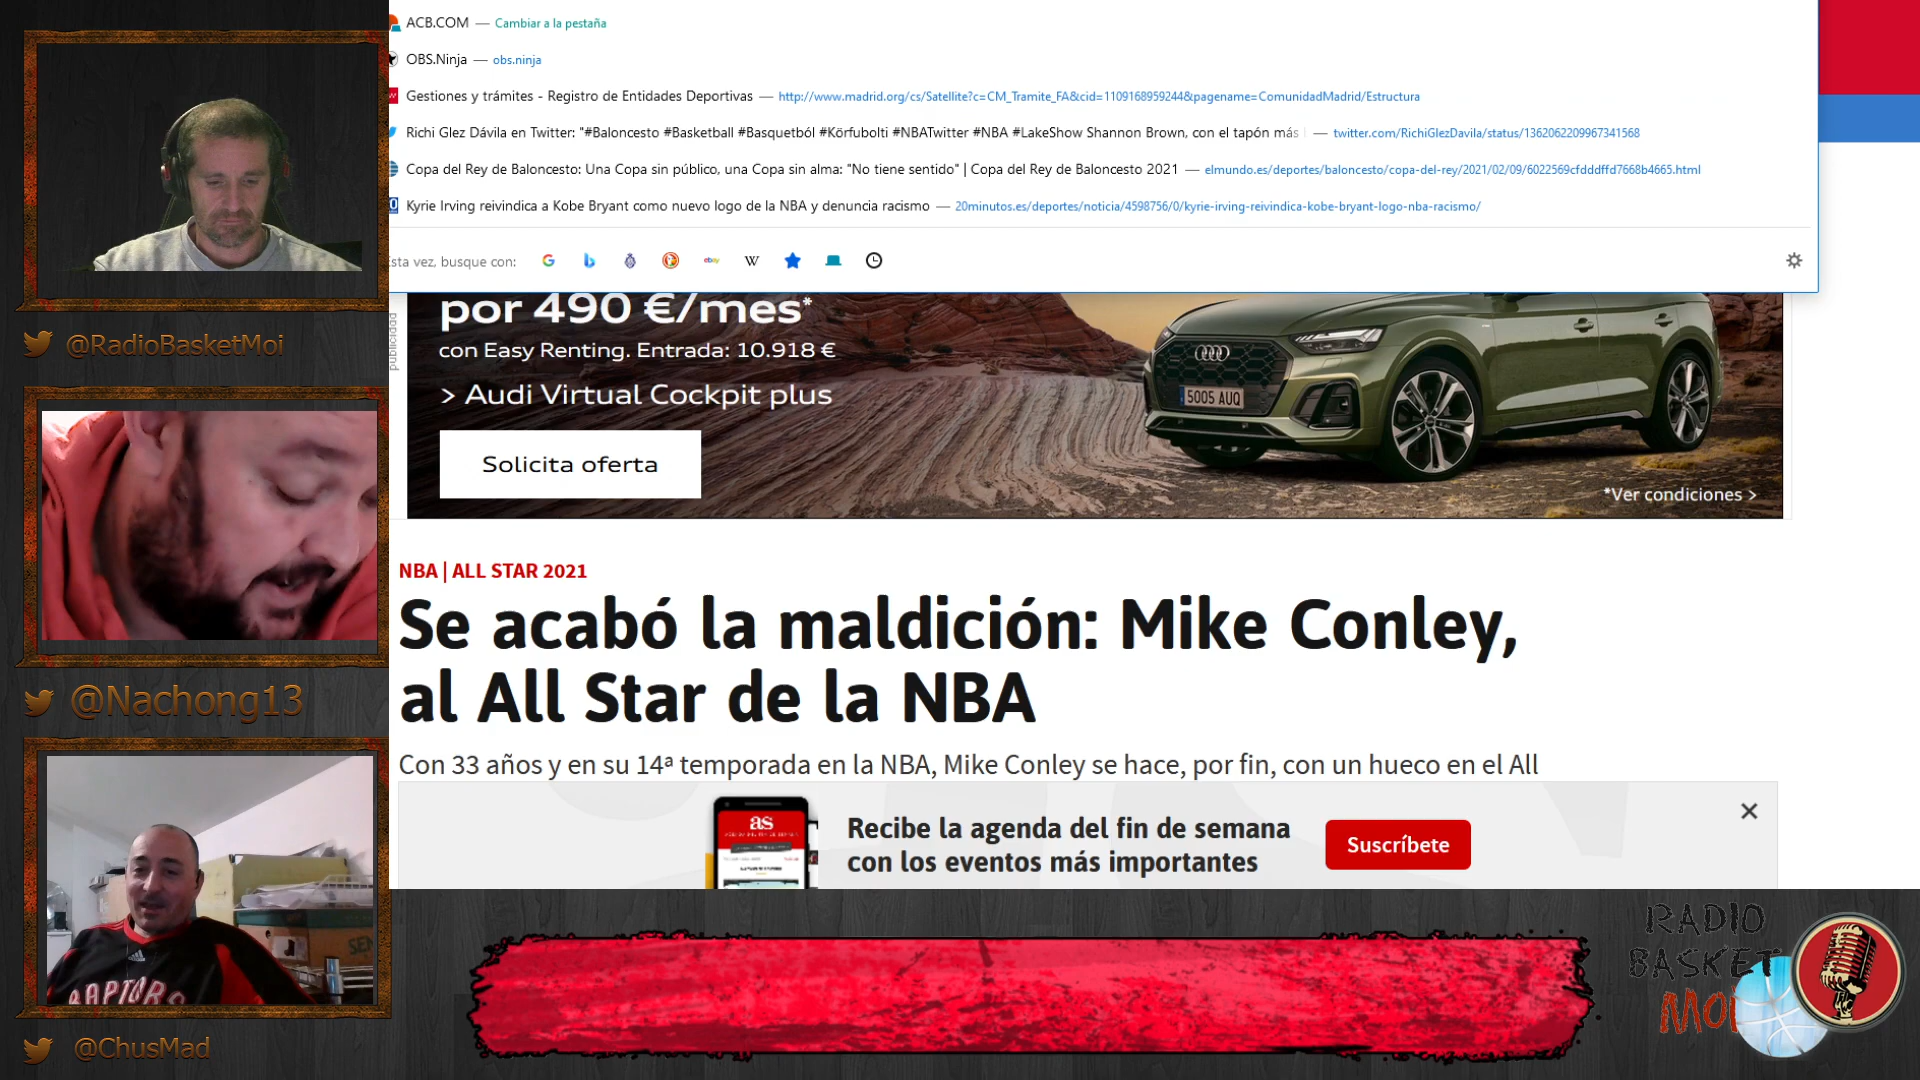 ACB.COM — Cambiar a la pestaña
OBS.Ninja — obs.ninja
Gestiones y trámites - Registro de Entidades Deportivas — http://www.madrid.org/cs/Satellite?c=CM_Tramite_FA&cid=1109168959244&pagename=ComunidadMadrid/Estructura
Richi Glez Dávila en Twitter: "#Baloncesto #Basketball #Basquetból #Körfubolti #NBATwitter #NBA #LakeShow Shannon Brown, con el tapón más — twitter.com/RichiGlezDavila/status/1362062209967341568
Copa del Rey de Baloncesto: Una Copa sin público, una Copa sin alma: "No tiene sentido" | Copa del Rey de Baloncesto 2021 — elmundo.es/deportes/baloncesto/copa-del-rey/2021/02/09/6022569cfdddffd7668b4665.html
Kyrie Irving reivindica a Kobe Bryant como nuevo logo de la NBA y denuncia racismo — 20minutos.es/deportes/noticia/4598756/0/kyrie-irving-reivindica-kobe-bryant-logo-nba-racismo/
sta vez, busque con:
ebay
W
publicidad
por 490 €/mes*
con Easy Renting. Entrada: 10.918 €
> Audi Virtual Cockpit plus
Solicita oferta
5005 AUQ
*Ver condiciones >
NBA | ALL STAR 2021
Se acabó la maldición: Mike Conley,
al All Star de la NBA
Con 33 años y en su 14ª temporada en la NBA, Mike Conley se hace, por fin, con un hueco en el All
as
Recibe la agenda del fin de semana
con los eventos más importantes
Suscríbete
@RadioBasketMoi
@Nachong13
RAPTORS
@ChusMad
RADIO
BASKET
MOi